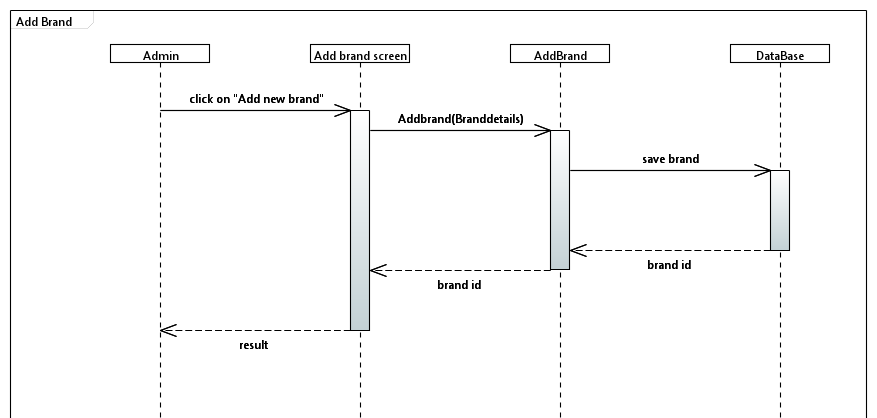 Add Brand
Admin
Add brand screen
AddBrand
DataBase
click on "Add new brand"
Addbrand(Branddetails)
save brand
brand id
brand id
result